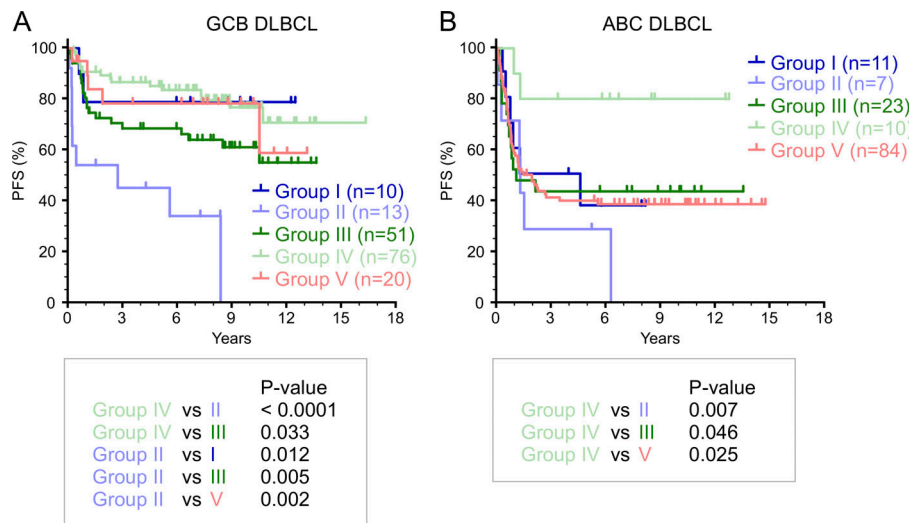 A
GCB DLBCL
100
80
60
40
20
0
PFS (%)
0 3 6 9 12 15 18
Years
Group I (n=10)
Group II (n=13)
Group III (n=51)
Group IV (n=76)
Group V (n=20)
P-value
Group IV vs II < 0.0001
Group IV vs III 0.033
Group II vs I 0.012
Group II vs III 0.005
Group II vs V 0.002
B
ABC DLBCL
100
80
60
40
20
0
PFS (%)
0 3 6 9 12 15 18
Years
Group I (n=11)
Group II (n=7)
Group III (n=23)
Group IV (n=10)
Group V (n=84)
P-value
Group IV vs II 0.007
Group IV vs III 0.046
Group IV vs V 0.025